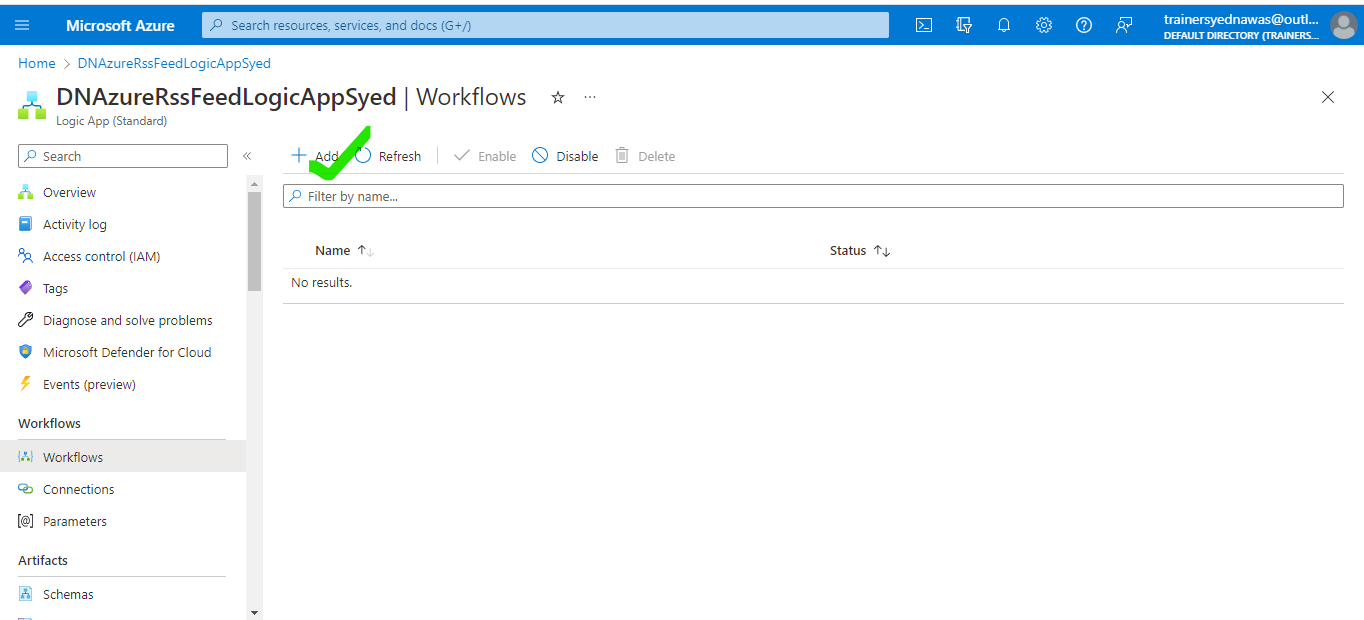 Microsoft Azure
Search resources, services, and docs (G+/)
trainersyednawas@outl...
DEFAULT DIRECTORY (TRAINERS...
Home > DNAzureRssFeedLogicAppSyed
DNAzureRssFeedLogicAppSyed | Workflows
Logic App (Standard)
Search
Add Refresh Enable Disable Delete
Filter by name...
Name Status
No results.
Overview
Activity log
Access control (IAM)
Tags
Diagnose and solve problems
Microsoft Defender for Cloud
Events (preview)
Workflows
Workflows
Connections
Parameters
Artifacts
Schemas